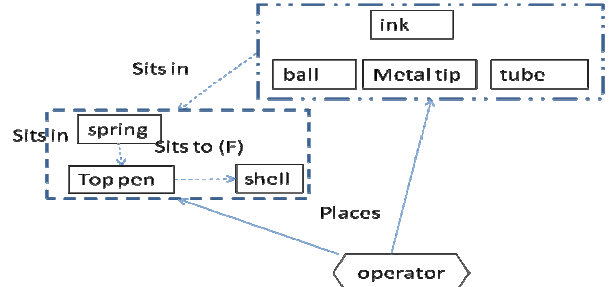 ink
Sits in
ball
Metal tip
tube
Sits in
spring
Sits to (F)
Top pen
shell
Places
operator